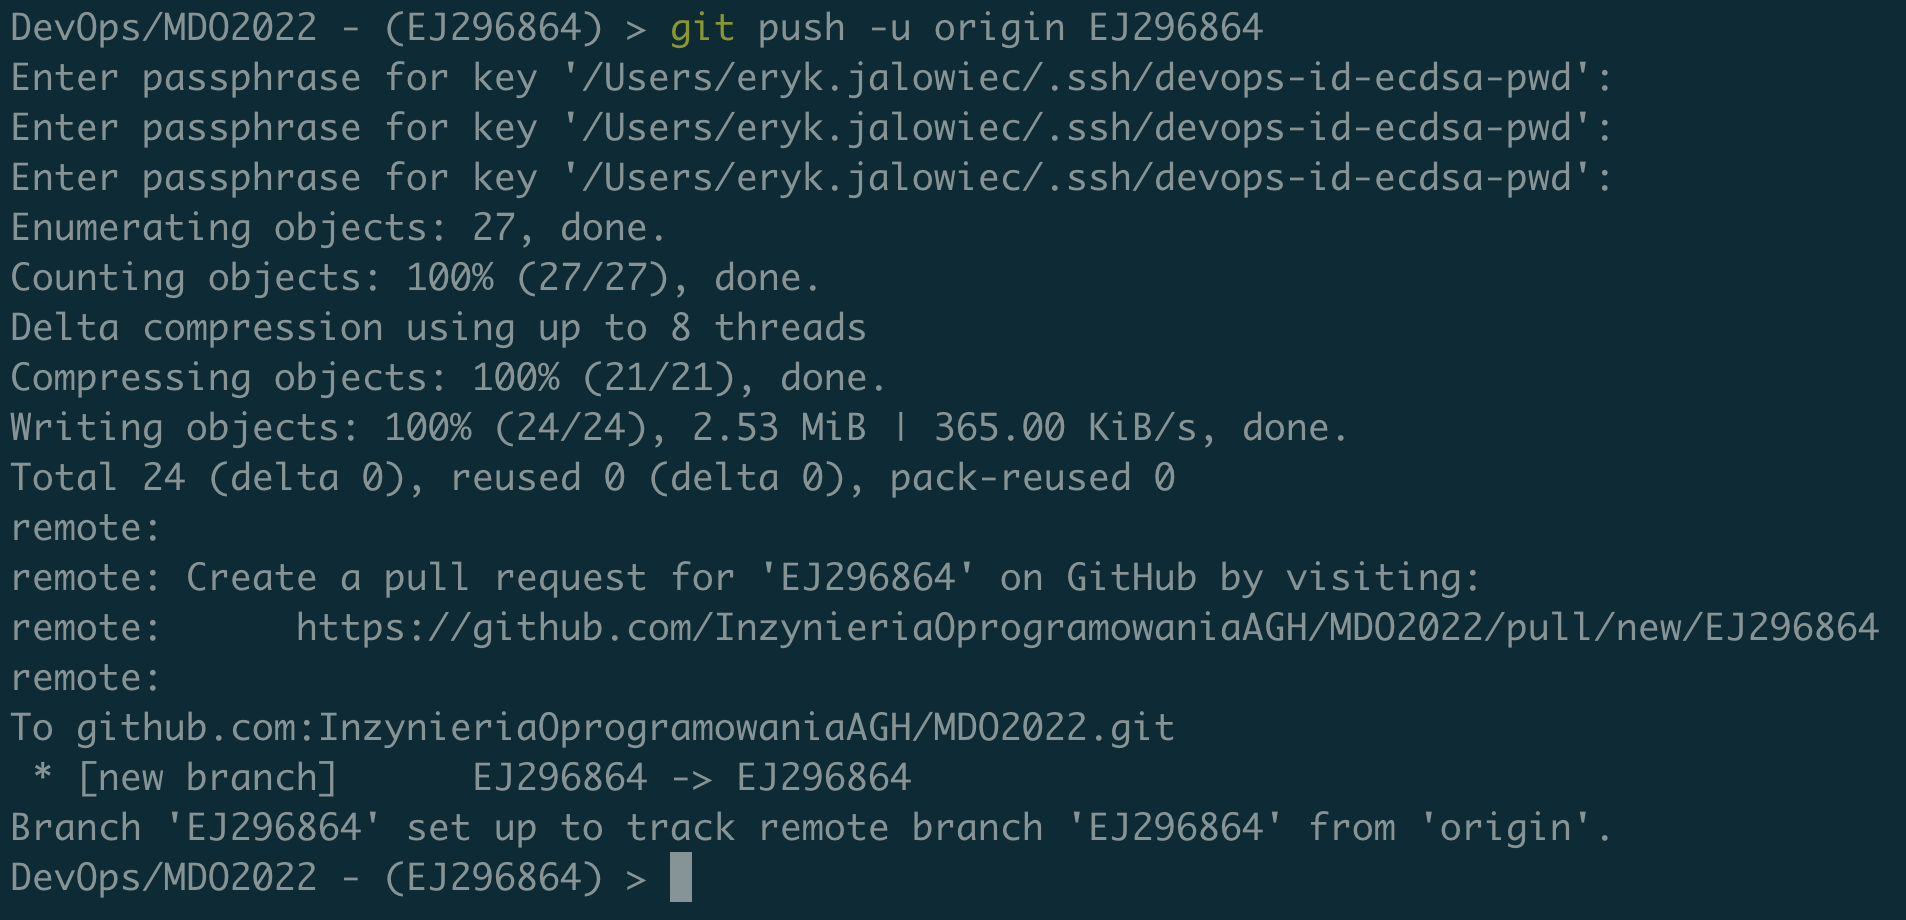 DevOps/MDO2022 - (EJ296864) > git push -u origin EJ296864
Enter passphrase for key '/Users/eryk.jalowiec/.ssh/devops-id-ecdsa-pwd':
Enter passphrase for key '/Users/eryk.jalowiec/.ssh/devops-id-ecdsa-pwd':
Enter passphrase for key '/Users/eryk.jalowiec/.ssh/devops-id-ecdsa-pwd':
Enumerating objects: 27, done.
Counting objects: 100% (27/27), done.
Delta compression using up to 8 threads
Compressing objects: 100% (21/21), done.
Writing objects: 100% (24/24), 2.53 MiB | 365.00 KiB/s, done.
Total 24 (delta 0), reused 0 (delta 0), pack-reused 0
remote:
remote: Create a pull request for 'EJ296864' on GitHub by visiting:
remote:      https://github.com/InzynieriaOprogramowaniaAGH/MDO2022/pull/new/EJ296864
remote:
To github.com:InzynieriaOprogramowaniaAGH/MDO2022.git
 * [new branch]      EJ296864 -> EJ296864
Branch 'EJ296864' set up to track remote branch 'EJ296864' from 'origin'.
DevOps/MDO2022 - (EJ296864) >